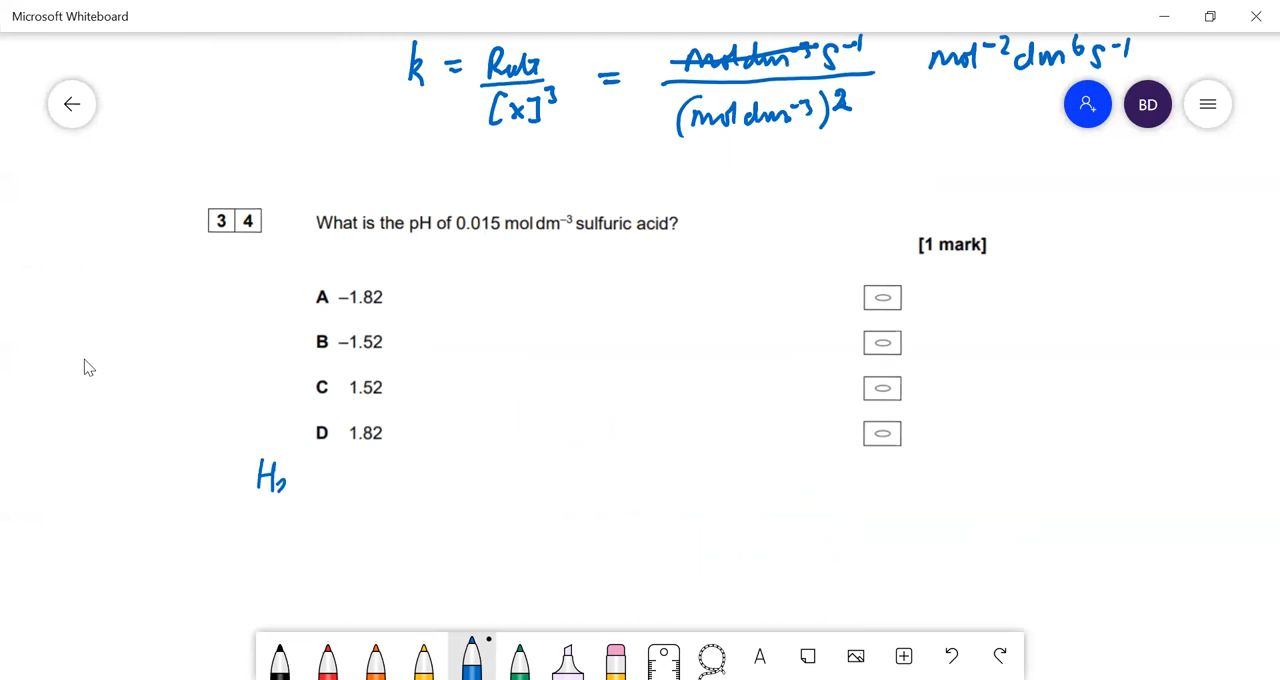 Microsoft Whiteboard
k = Rate / [x]³ = mol dm⁻³ s⁻¹ / (mol dm⁻³)² mol⁻² dm⁶ s⁻¹
BD
3 4 What is the pH of 0.015 mol dm⁻³ sulfuric acid?
[1 mark]
A –1.82
B –1.52
C 1.52
D 1.82
H₂
A